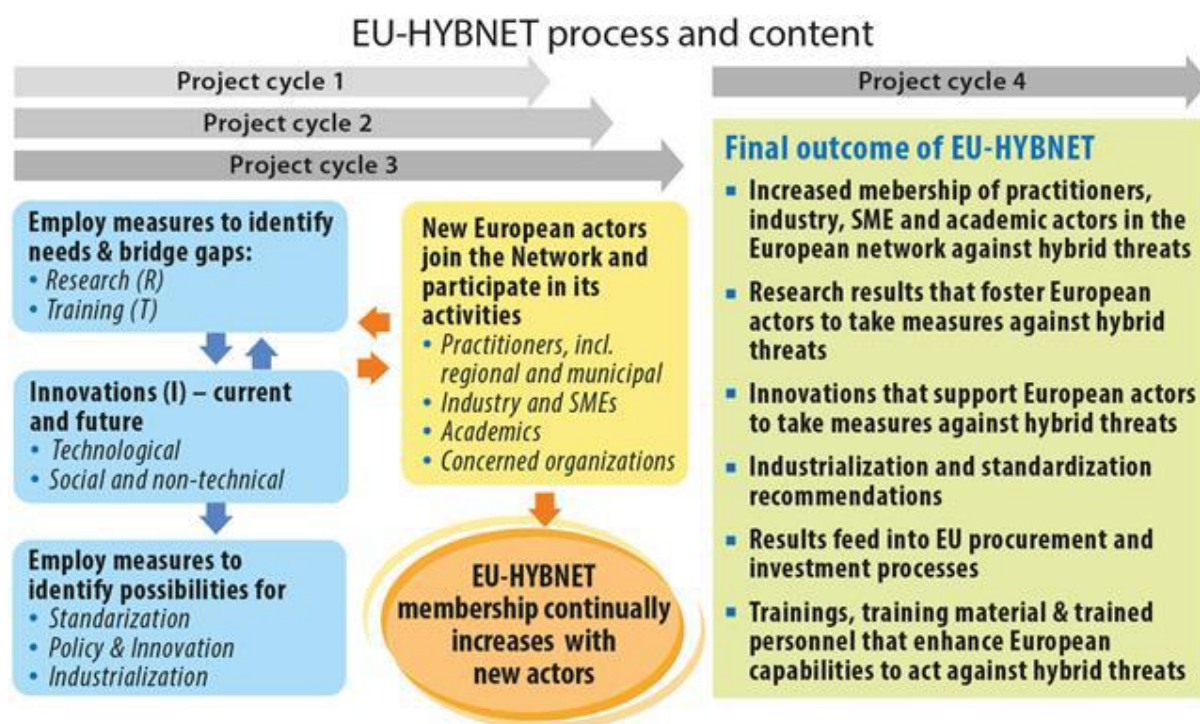 EU-HYBNET process and content
Project cycle 1
Project cycle 2
Project cycle 3
Employ measures to identify
needs & bridge gaps:
• Research (R)
• Training (T)
Innovations (I) – current
and future
• Technological
• Social and non-technical
Employ measures to
identify possibilities for
• Standarization
• Policy & Innovation
• Industrialization
New European actors
join the Network and
participate in its
activities
• Practitioners, incl.
regional and municipal
• Industry and SMEs
• Academics
• Concerned organizations
EU-HYBNET
membership continually
increases with
new actors
Project cycle 4
Final outcome of EU-HYBNET
▪ Increased mebership of practitioners,
industry, SME and academic actors in the
European network against hybrid threats
▪ Research results that foster European
actors to take measures against hybrid
threats
▪ Innovations that support European actors
to take measures against hybrid threats
▪ Industrialization and standardization
recommendations
▪ Results feed into EU procurement and
investment processes
▪ Trainings, training material & trained
personnel that enhance European
capabilities to act against hybrid threats